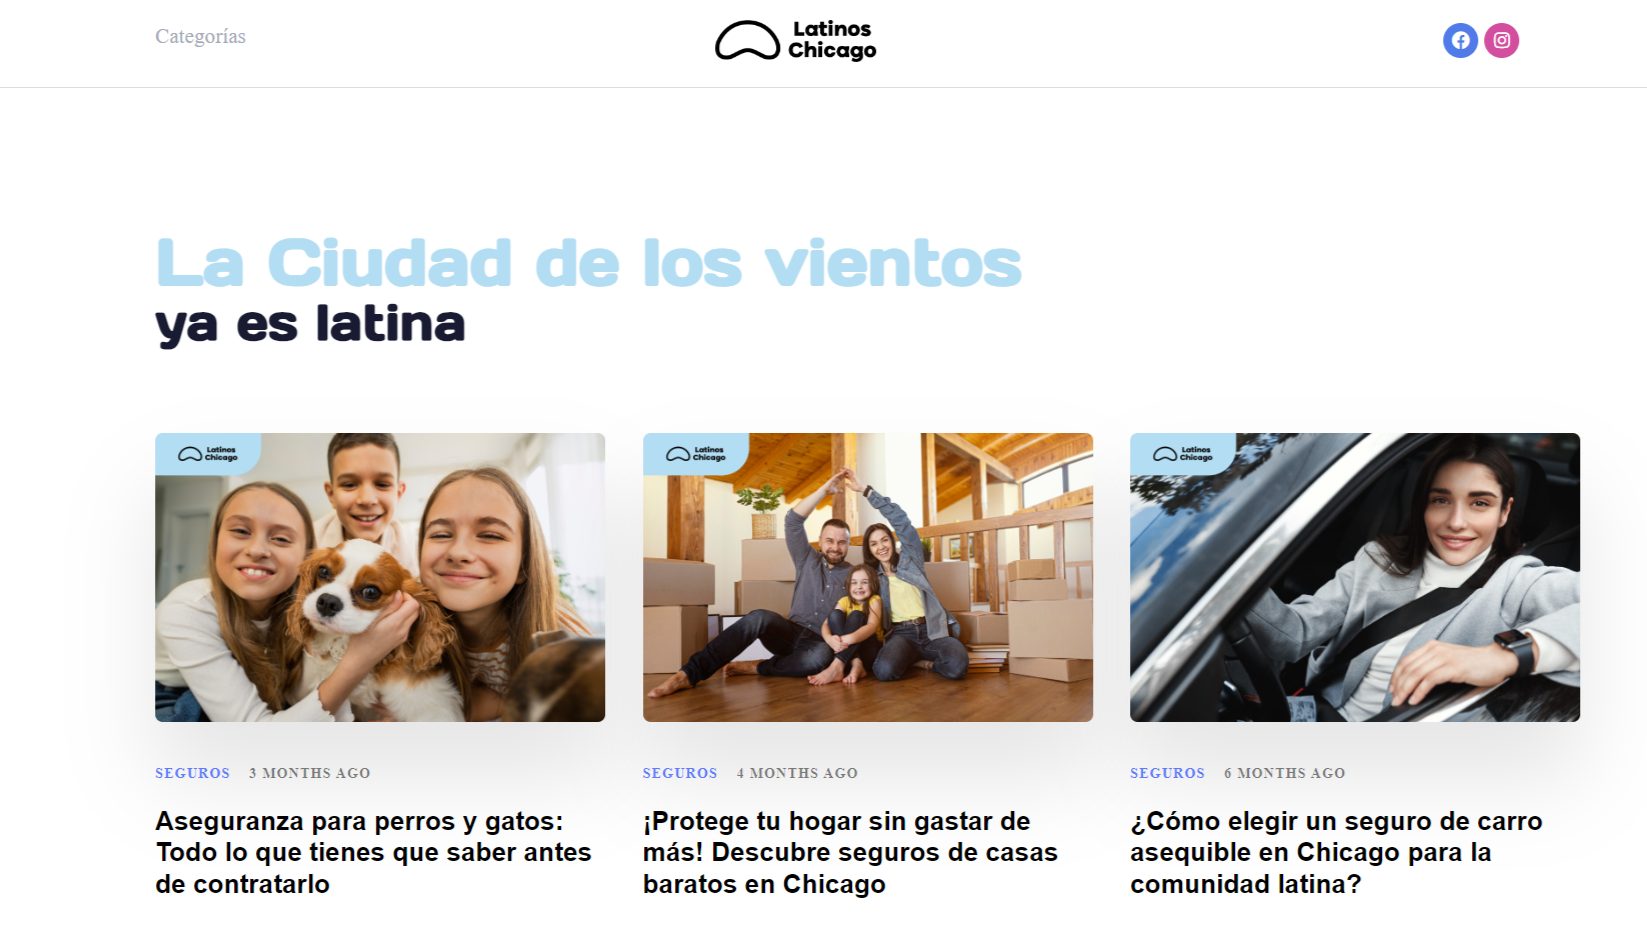 Categorías
Latinos
Chicago
La Ciudad de los vientos
ya es latina
Latinos
Chicago
Latinos
Chicago
Latinos
Chicago
SEGUROS 3 MONTHS AGO
Aseguranza para perros y gatos:
Todo lo que tienes que saber antes
de contratarlo
SEGUROS 4 MONTHS AGO
¡Protege tu hogar sin gastar de
más! Descubre seguros de casas
baratos en Chicago
SEGUROS 6 MONTHS AGO
¿Cómo elegir un seguro de carro
asequible en Chicago para la
comunidad latina?